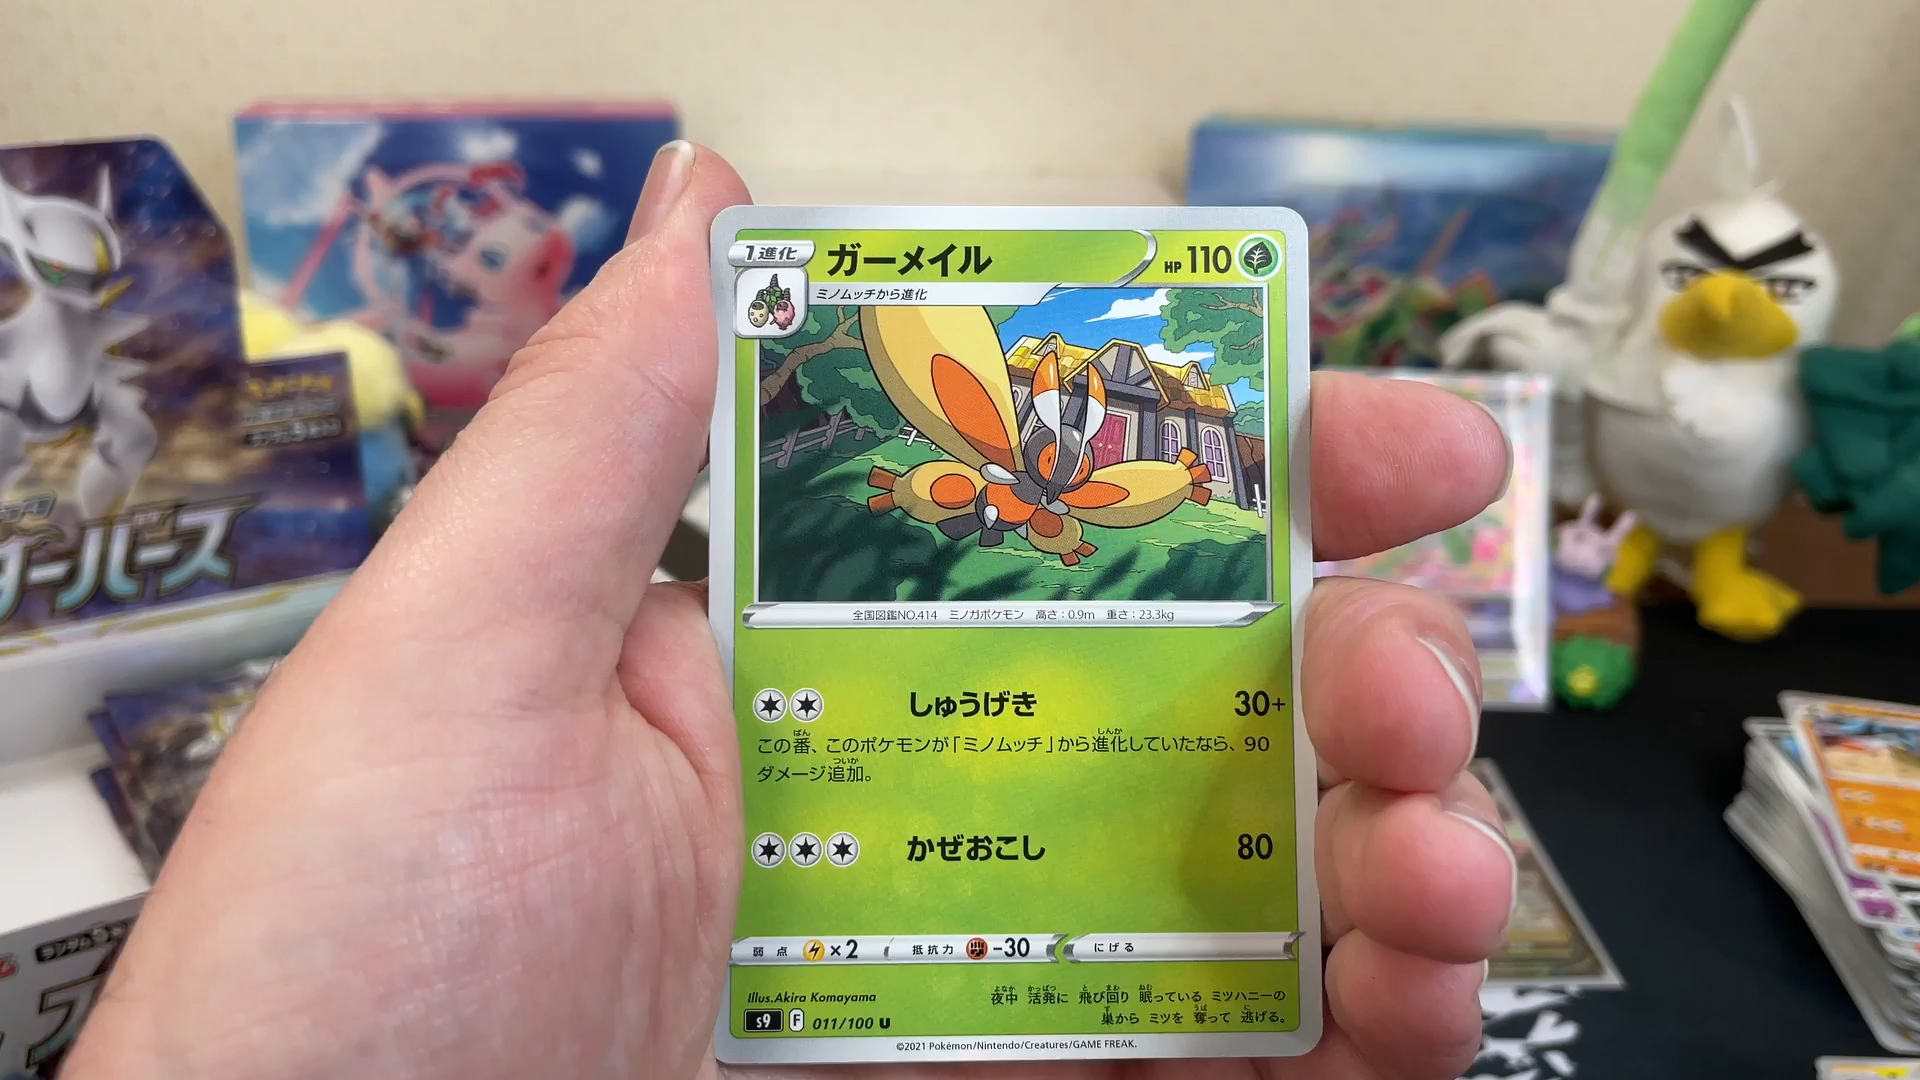 1進化
ガーメイル
HP 110
ミノムッチから進化
全国図鑑NO.414 ミノガポケモン 高さ:0.9m 重さ:23.3kg
しゅうげき 30+
この番、このポケモンが「ミノムッチ」から進化していたなら、90
ダメージ追加。
かぜおこし 80
弱点 ×2 抵抗力 -30 にげる
Illus.Akira Komayama
夜中 活発に 飛び回り 眠っている ミツハニーの
巣から ミツを 奪って 逃げる。
s9 F 011/100 U
©2021 Pokémon/Nintendo/Creatures/GAME FREAK.
ターバース